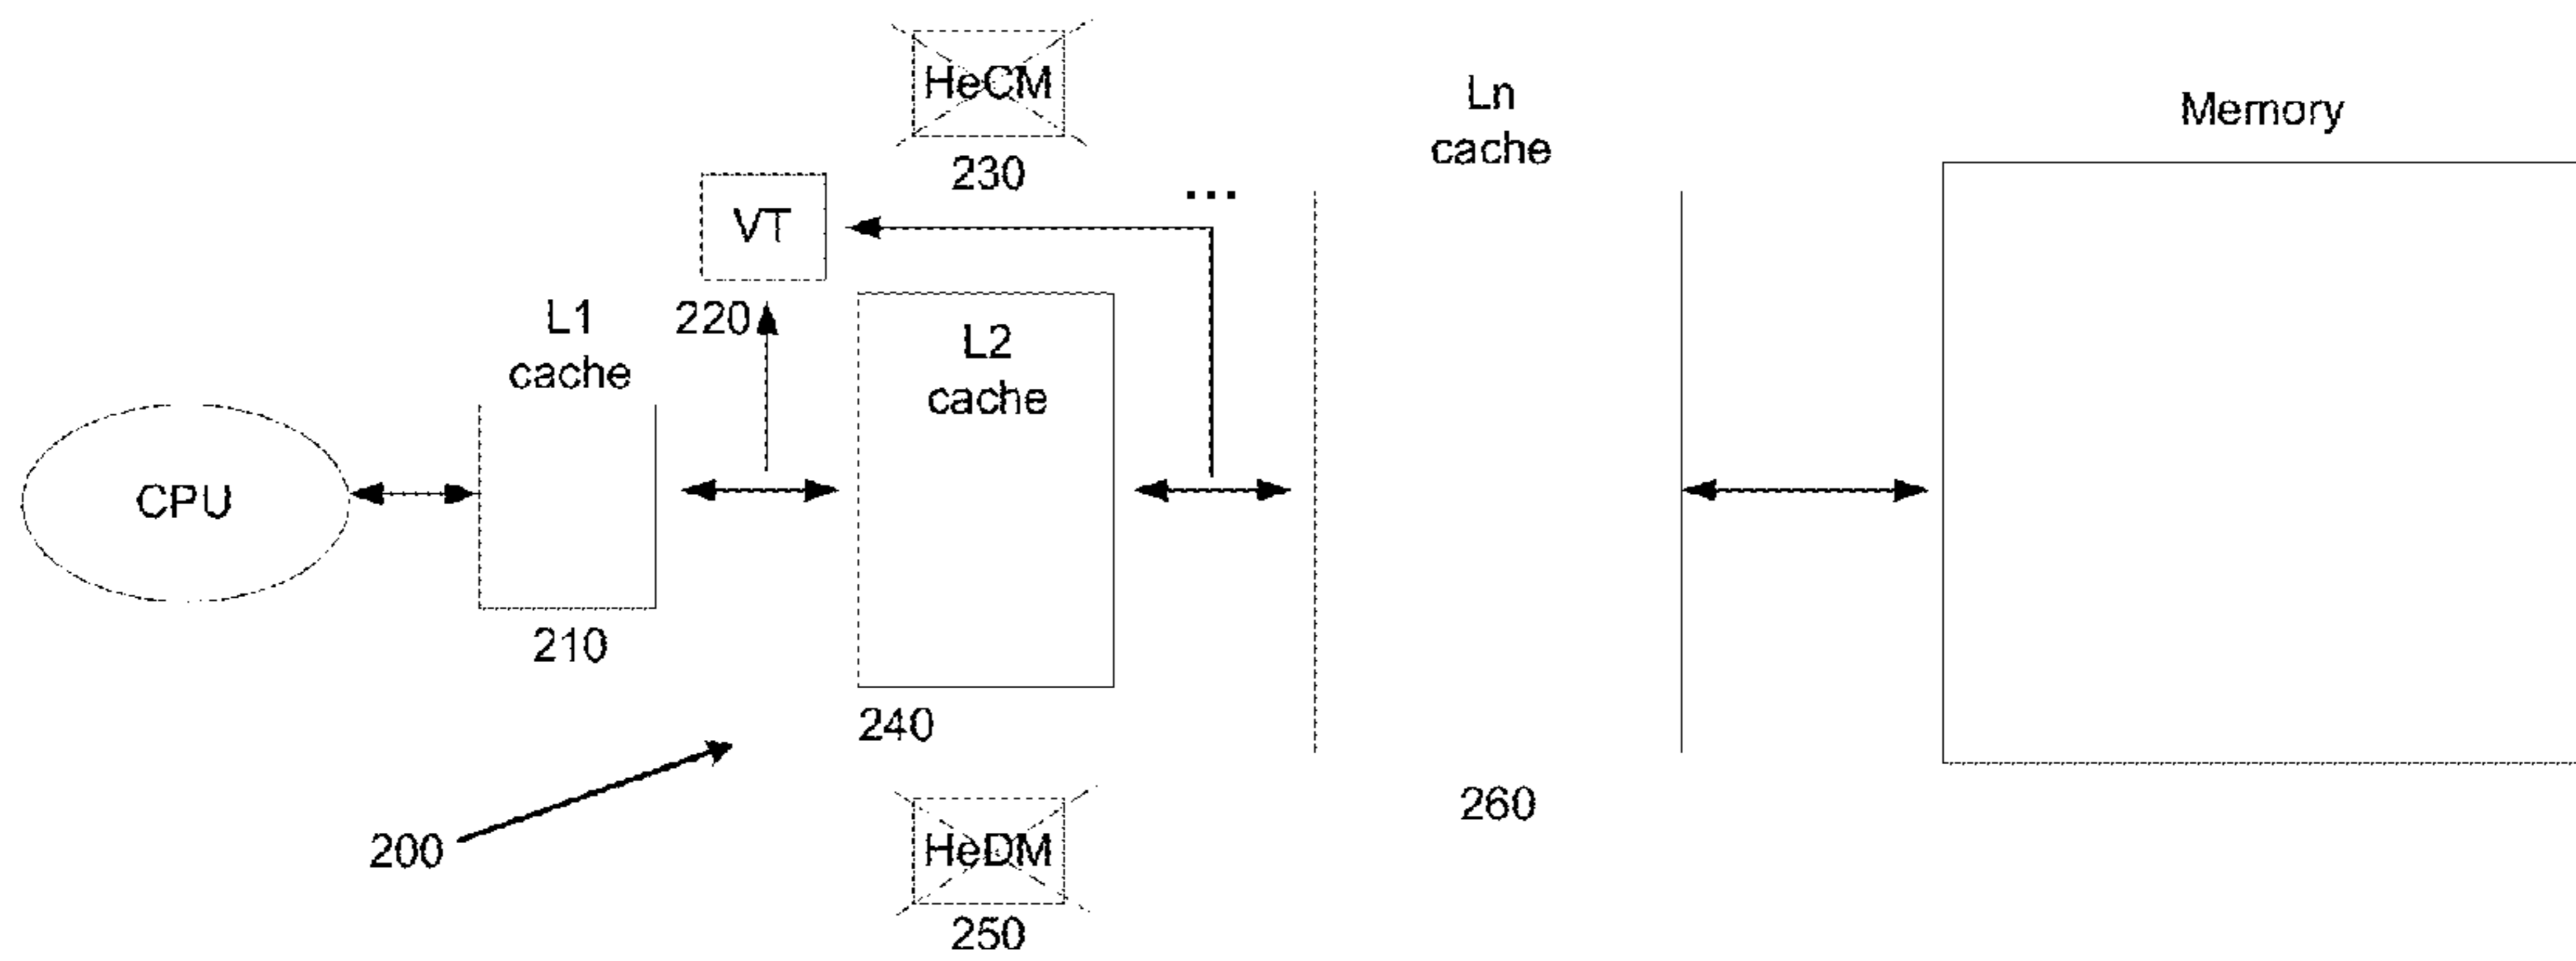 HeCM
230
Ln
cache
Memory
...
VT
220
L1
cache
L2
cache
CPU
210
240
200
260
HeDM
250